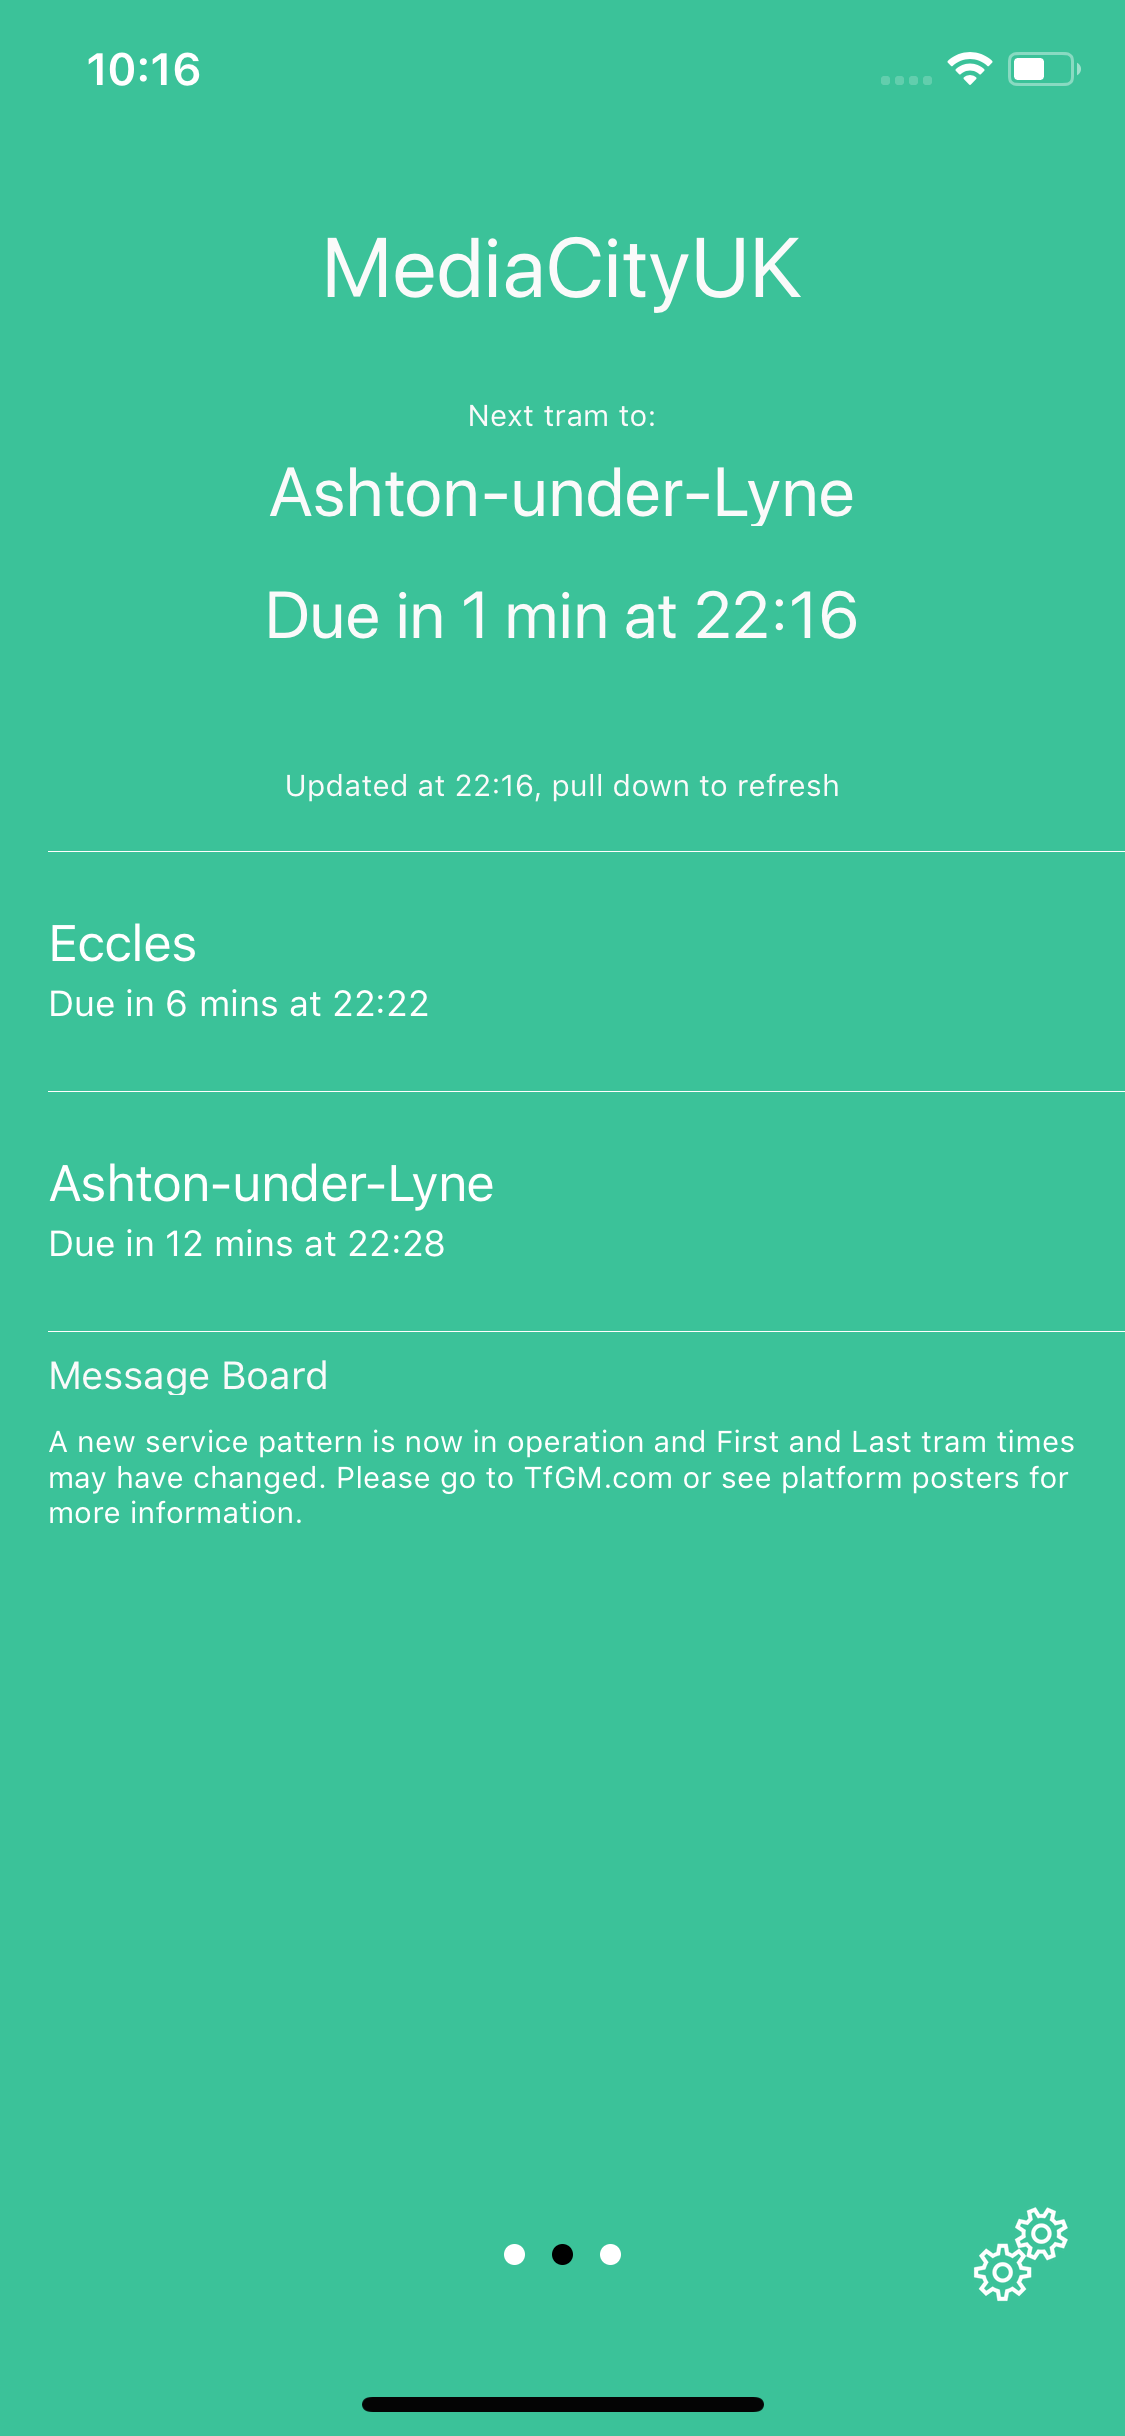 10:16
MediaCityUK
Next tram to:
Ashton-under-Lyne
Due in 1 min at 22:16
Updated at 22:16, pull down to refresh
Eccles
Due in 6 mins at 22:22
Ashton-under-Lyne
Due in 12 mins at 22:28
Message Board
A new service pattern is now in operation and First and Last tram times
may have changed. Please go to TfGM.com or see platform posters for
more information.